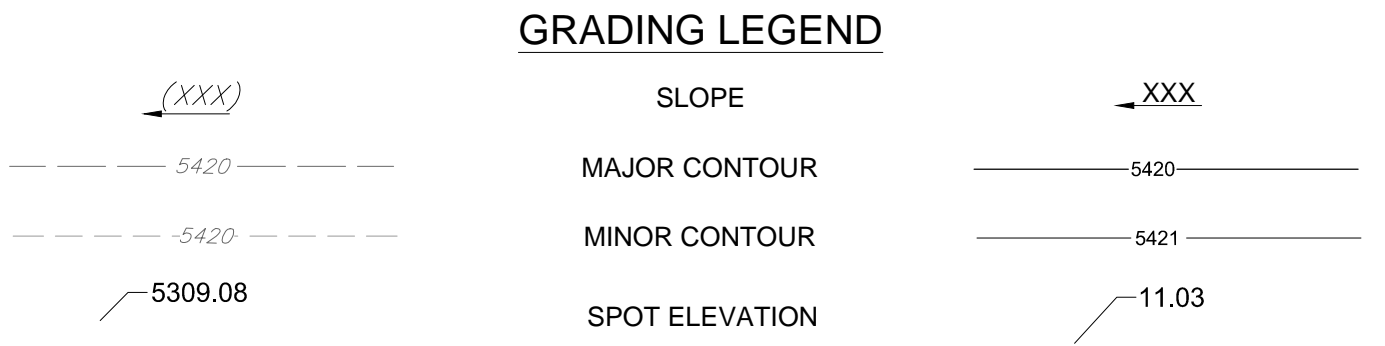 GRADING LEGEND
(XXX) SLOPE XXX
5420 MAJOR CONTOUR 5420
5420 MINOR CONTOUR 5421
5309.08 SPOT ELEVATION 11.03